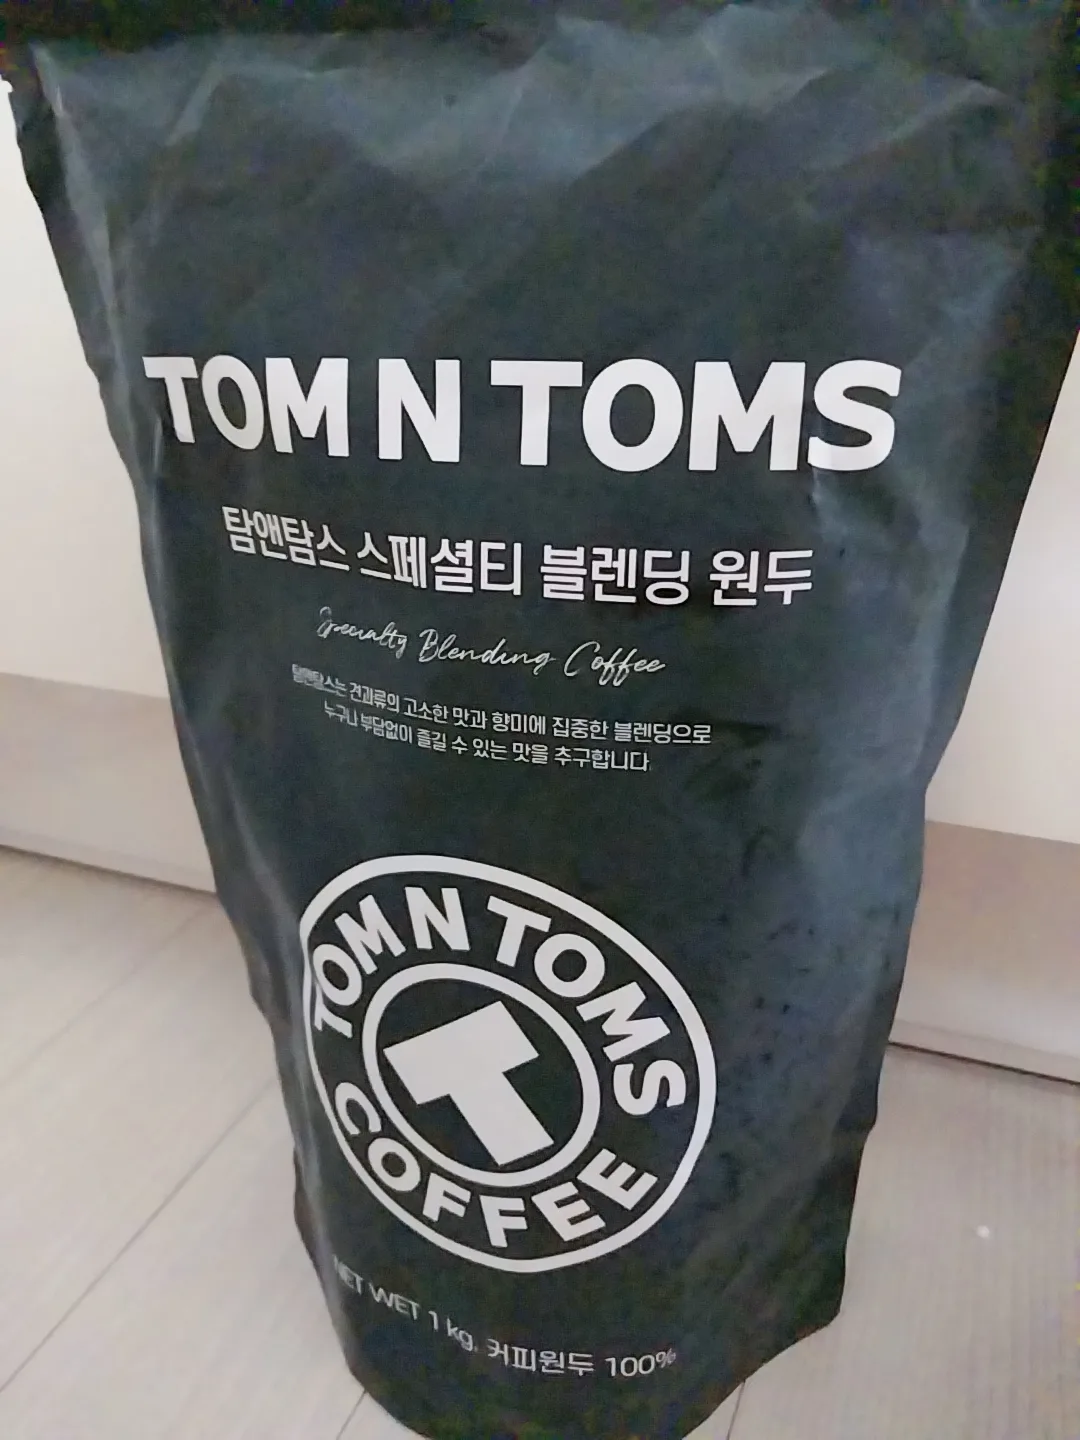 TOM N TOMS
탐앤탐스 스페셜티 블렌딩 원두
Specialty Blending Coffee
탐앤탐스는 견과류의 고소한 맛과 향미에 집중한 블렌딩으로
누구나 부담없이 즐길 수 있는 맛을 추구합니다.
TOM N TOMS
T
COFFEE
NET WET 1 kg, 커피원두 100%